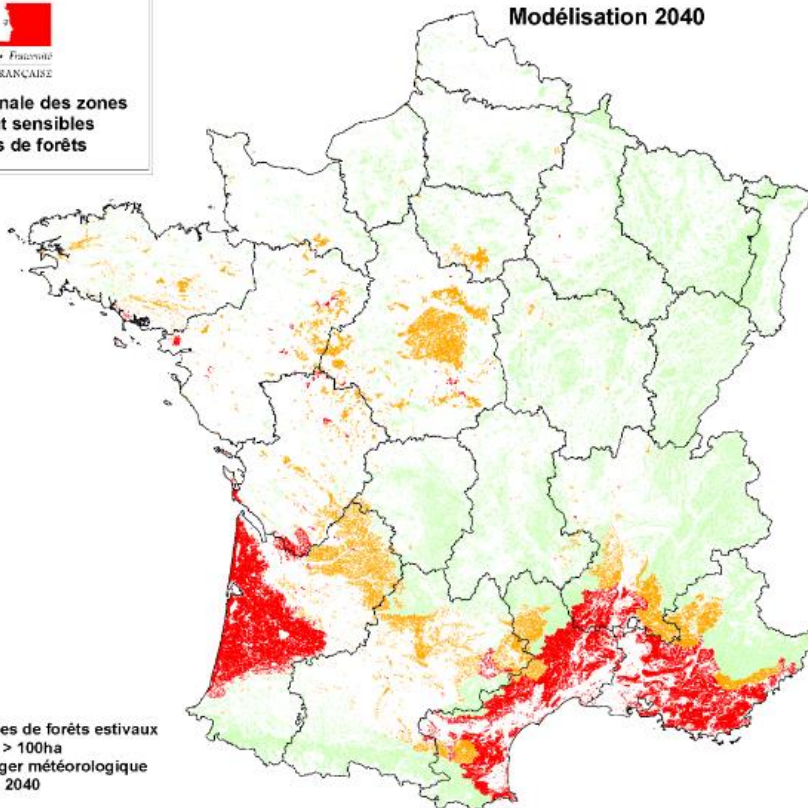 Modélisation 2040
Fraternité
RANÇAISE
nale des zones
t sensibles
s de forêts
es de forêts estivaux
> 100ha
ger météorologique
2040